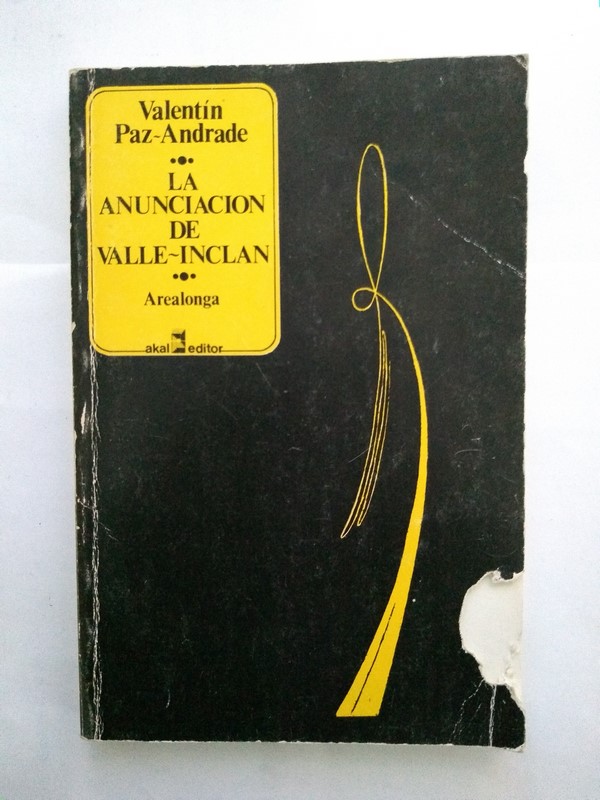 Valentín
Paz~Andrade
LA
ANUNCIACION
DE
VALLE~INCLAN
Arealonga
akal editor